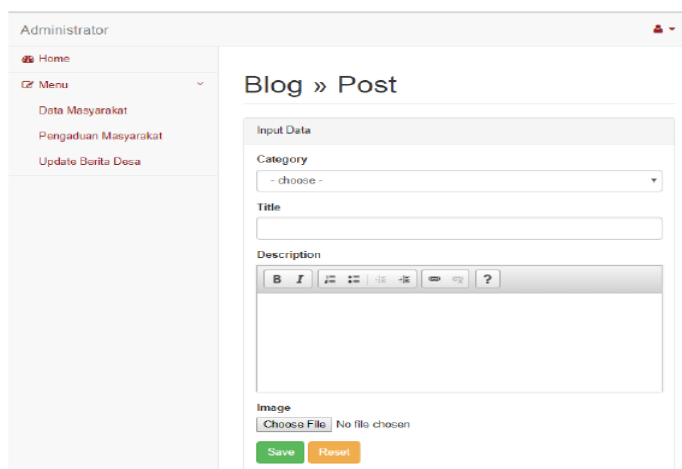 Administrator
Home
Menu
Data Masyarakat
Pengaduan Masyarakat
Update Berita Desa
Blog » Post
Input Data
Category
- choose -
Title
Description
B I ?
Image
Choose File No file chosen
Save Reset